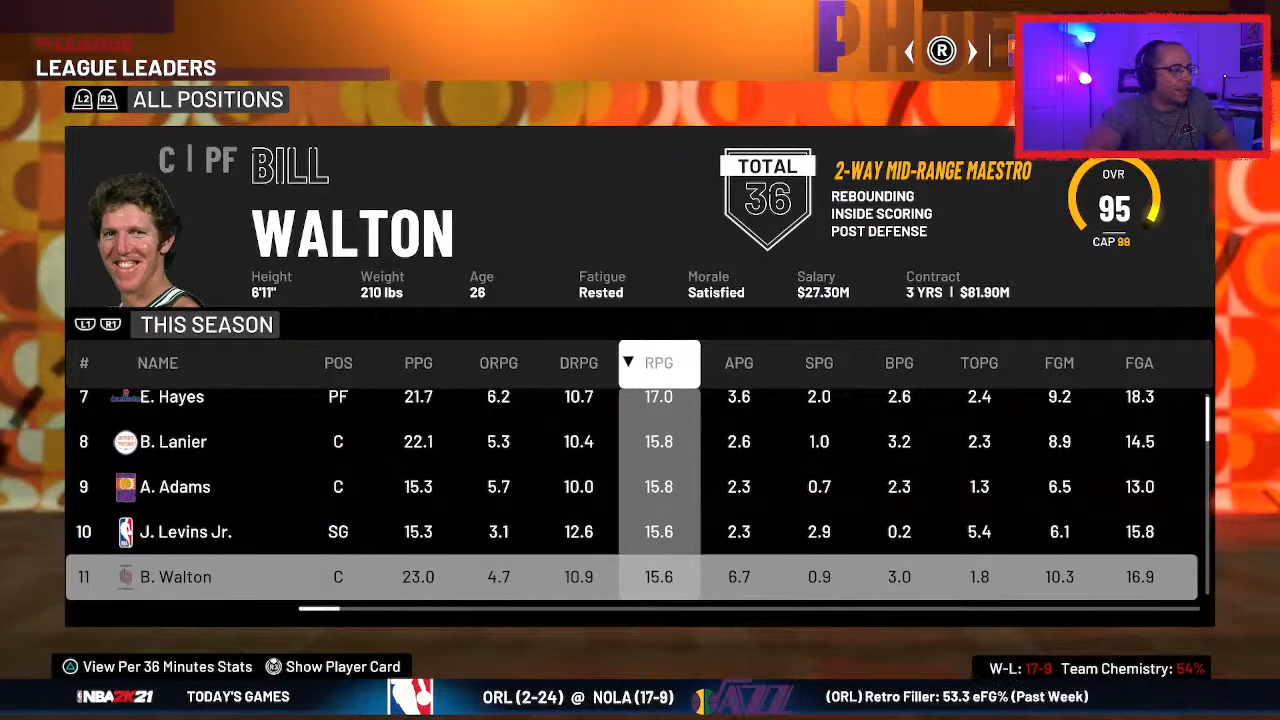 LEAGUE
LEAGUE LEADERS
PHOE
R
L2 R2 ALL POSITIONS
C | PF BILL
WALTON
TOTAL
36
2-WAY MID-RANGE MAESTRO
REBOUNDING
INSIDE SCORING
POST DEFENSE
OVR
95
CAP 99
Height Weight Age Fatigue Morale Salary Contract
6'11" 210 lbs 26 Rested Satisfied $27.30M 3 YRS | $81.90M
L1 R1 THIS SEASON
# NAME POS PPG ORPG DRPG RPG APG SPG BPG TOPG FGM FGA
7 E. Hayes PF 21.7 6.2 10.7 17.0 3.6 2.0 2.6 2.4 9.2 18.3
8 B. Lanier C 22.1 5.3 10.4 15.8 2.6 1.0 3.2 2.3 8.9 14.5
9 A. Adams C 15.3 5.7 10.0 15.8 2.3 0.7 2.3 1.3 6.5 13.0
10 J. Levins Jr. SG 15.3 3.1 12.6 15.6 2.3 2.9 0.2 5.4 6.1 15.8
11 B. Walton C 23.0 4.7 10.9 15.6 6.7 0.9 3.0 1.8 10.3 16.9
View Per 36 Minutes Stats R3 Show Player Card
W-L: 17-9 Team Chemistry: 54%
NBA2K21 TODAY'S GAMES ORL (2-24) @ NOLA (17-9) JAZZ (ORL) Retro Filler: 53.3 eFG% (Past Week)